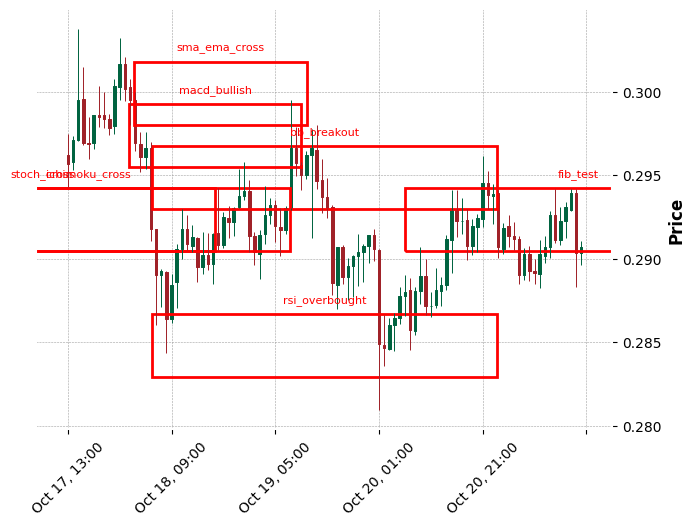 sma_ema_cross
macd_bullish
bb_breakout
stoch_
ichimoku_cross
fib_test
rsi_overbought
0.300
0.295
0.290
0.285
0.280
Price
Oct 17, 13:00
Oct 18, 09:00
Oct 19, 05:00
Oct 20, 01:00
Oct 20, 21:00